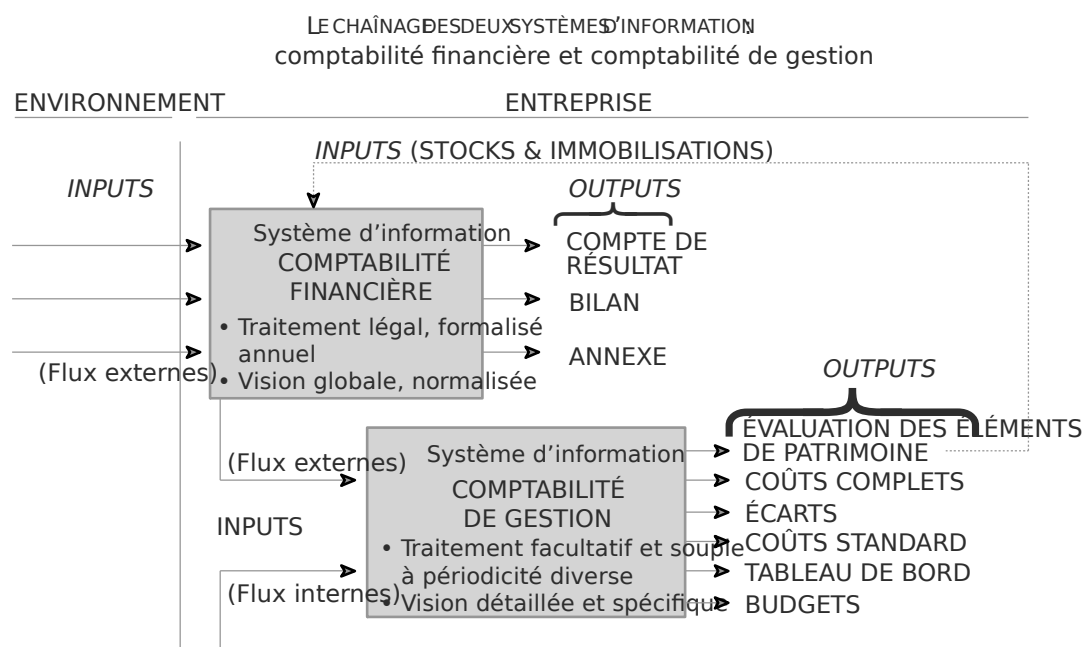 LE CHAÎNAGE DES DEUX SYSTÈMES D’INFORMATION :
comptabilité financière et comptabilité de gestion
ENVIRONNEMENT
ENTREPRISE
INPUTS (STOCKS & IMMOBILISATIONS)
INPUTS
OUTPUTS
Système d’information
COMPTABILITÉ
FINANCIÈRE
• Traitement légal, formalisé
annuel
• Vision globale, normalisée
COMPTE DE
RÉSULTAT
BILAN
ANNEXE
(Flux externes)
OUTPUTS
(Flux externes)
INPUTS
(Flux internes)
Système d’information
COMPTABILITÉ
DE GESTION
• Traitement facultatif et souple
à périodicité diverse
• Vision détaillée et spécifique
ÉVALUATION DES ÉLÉMENTS
DE PATRIMOINE
COÛTS COMPLETS
ÉCARTS
COÛTS STANDARD
TABLEAU DE BORD
BUDGETS